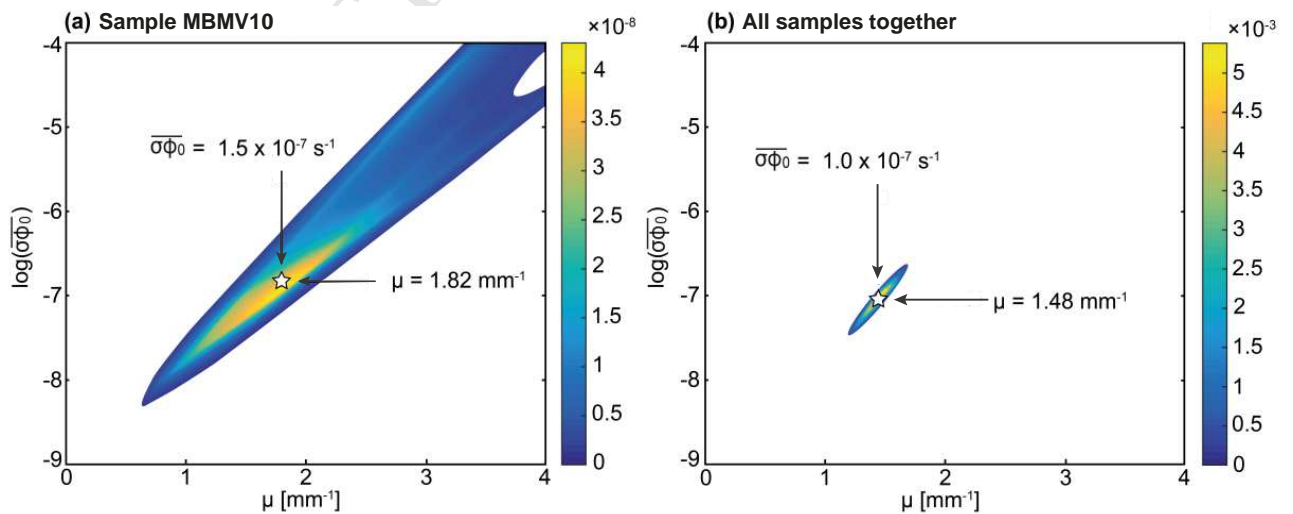 (a) Sample MBMV10
×10⁻⁸
-4
-5
-6
-7
-8
-9
log(σϕ₀)
σϕ₀ = 1.5 x 10⁻⁷ s⁻¹
μ = 1.82 mm⁻¹
0 1 2 3 4
μ [mm⁻¹]
4
3.5
3
2.5
2
1.5
1
0.5
0
(b) All samples together
×10⁻³
-4
-5
-6
-7
-8
-9
log(σϕ₀)
σϕ₀ = 1.0 x 10⁻⁷ s⁻¹
μ = 1.48 mm⁻¹
0 1 2 3 4
μ [mm⁻¹]
5
4.5
4
3.5
3
2.5
2
1.5
1
0.5
0